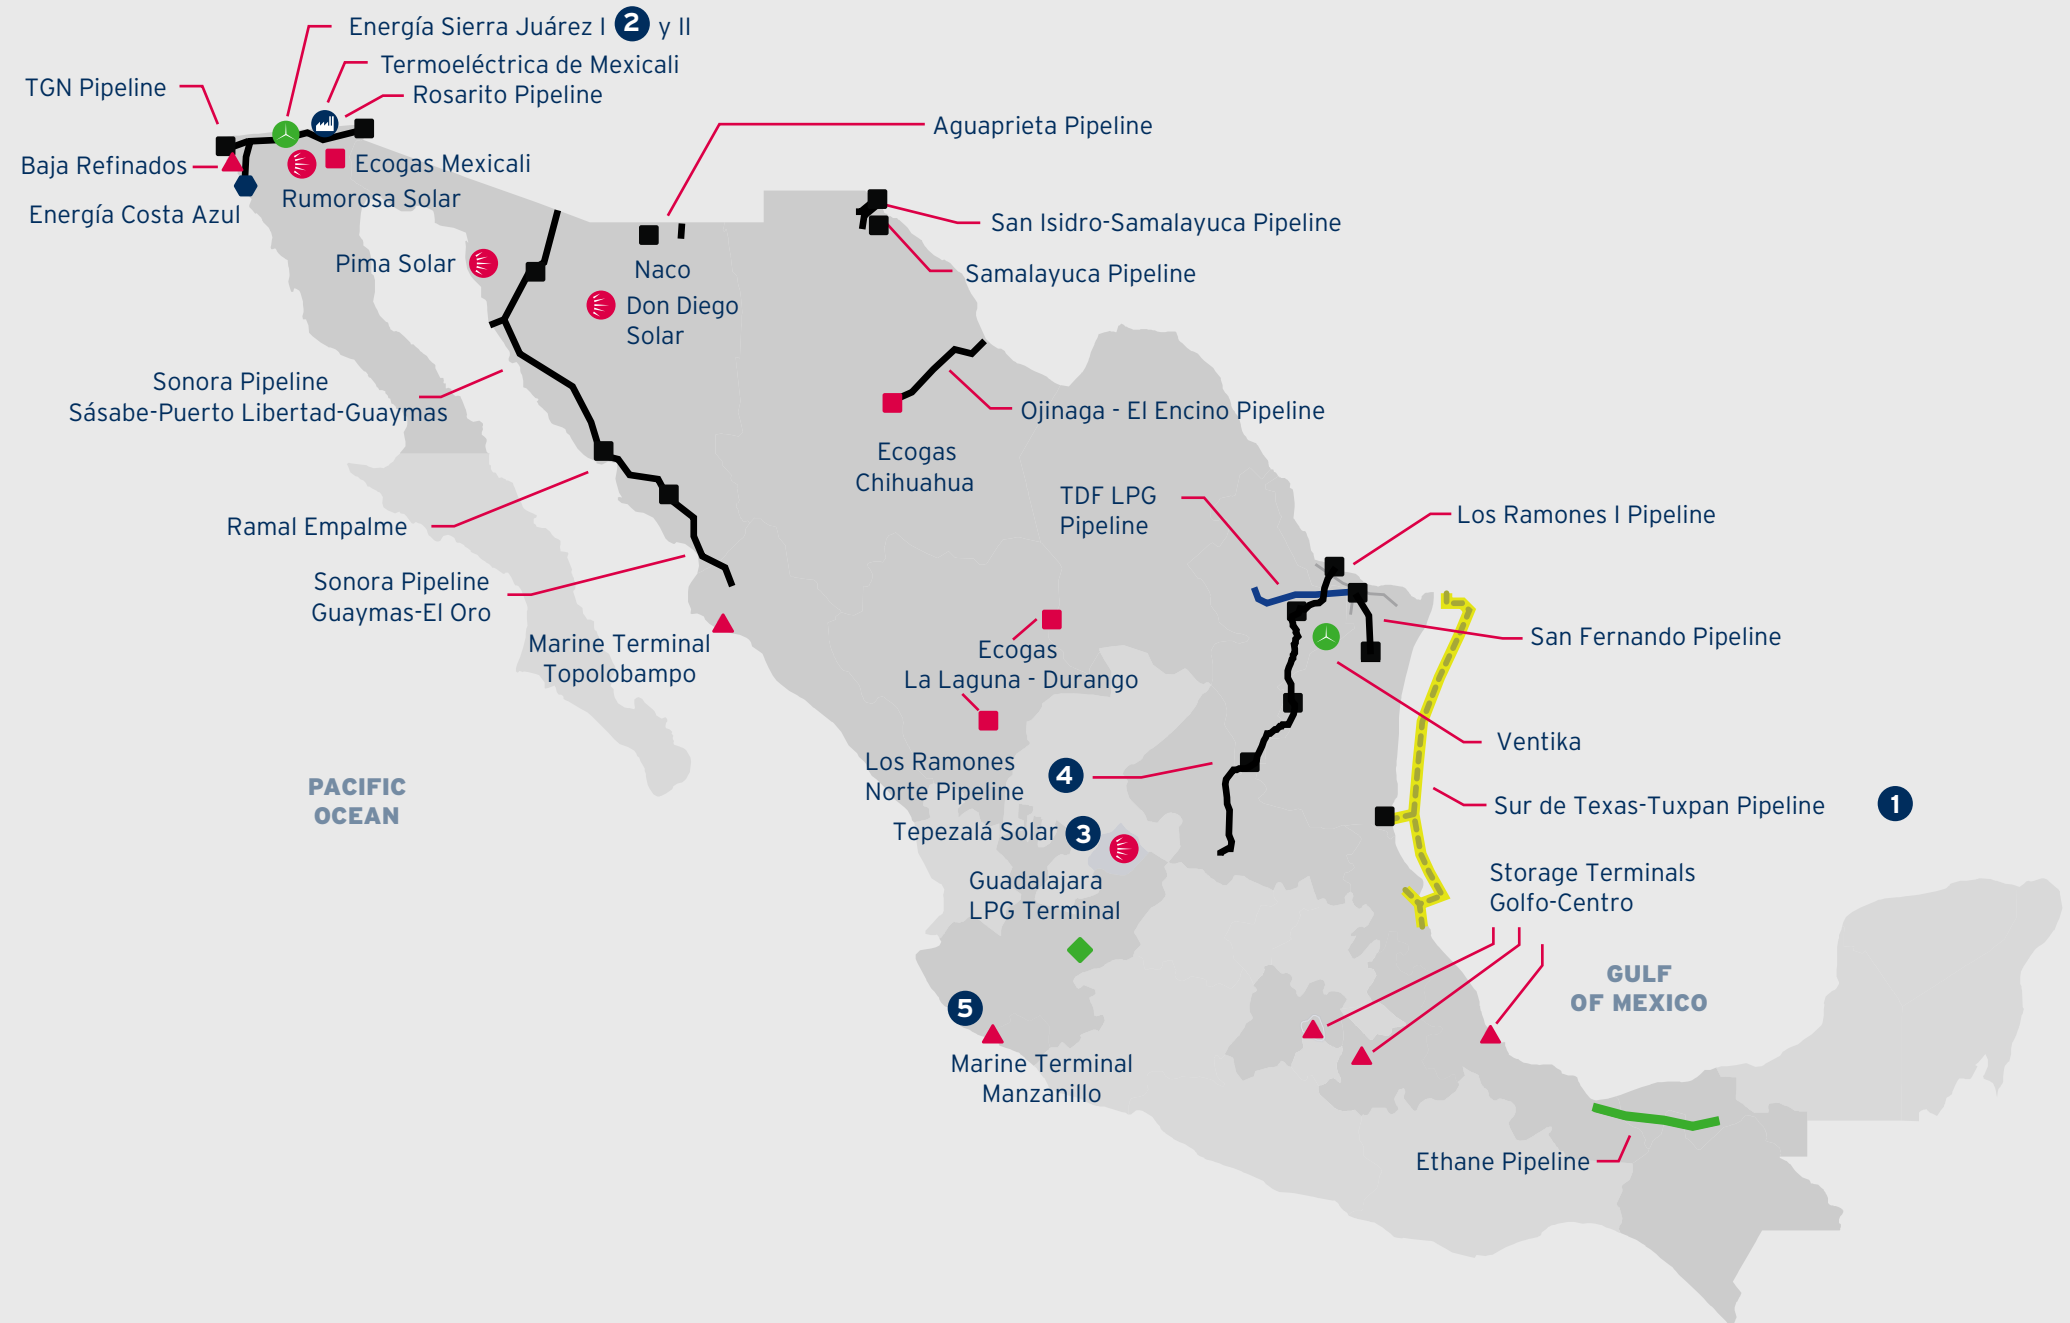 Energía Sierra Juárez I 2 y II
Termoeléctrica de Mexicali
TGN Pipeline
Rosarito Pipeline
Aguaprieta Pipeline
Baja Refinados
Ecogas Mexicali
Rumorosa Solar
Energía Costa Azul
San Isidro-Samalayuca Pipeline
Pima Solar
Naco
Samalayuca Pipeline
Don Diego
Solar
Sonora Pipeline
Sásabe-Puerto Libertad-Guaymas
Ojinaga - El Encino Pipeline
Ecogas
Chihuahua
TDF LPG
Pipeline
Los Ramones I Pipeline
Ramal Empalme
Sonora Pipeline
Guaymas-El Oro
Marine Terminal
Topolobampo
Ecogas
La Laguna - Durango
San Fernando Pipeline
Ventika
Los Ramones
Norte Pipeline
4
PACIFIC
OCEAN
Sur de Texas-Tuxpan Pipeline
1
Tepezalá Solar 3
Guadalajara
LPG Terminal
Storage Terminals
Golfo-Centro
GULF
OF MEXICO
5
Marine Terminal
Manzanillo
Ethane Pipeline